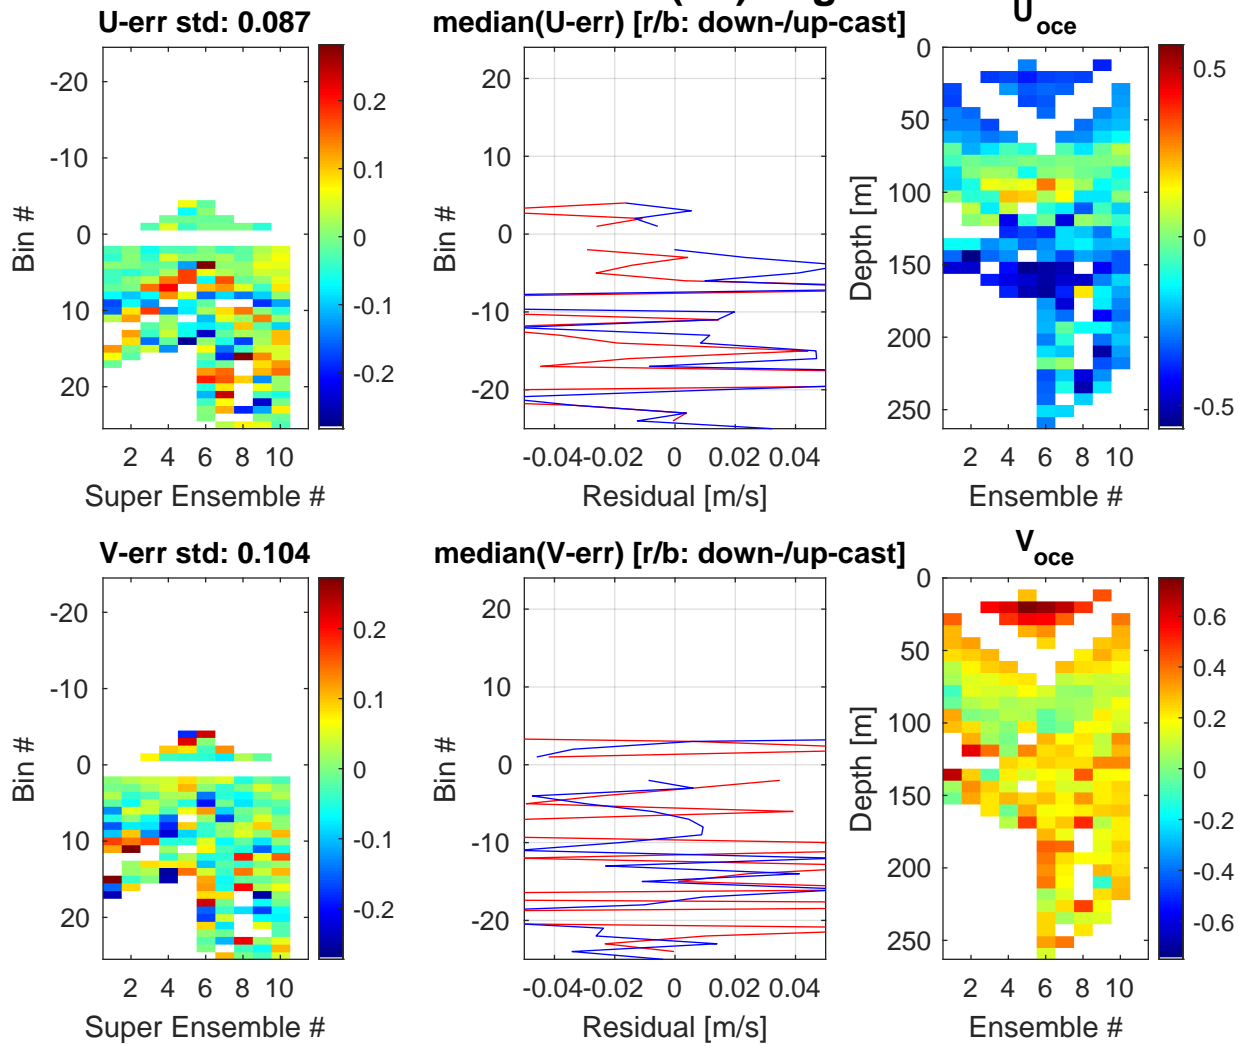 U-err std: 0.087
median(U-err) [r/b: down-/up-cast]
U_oce
-20
-10
0
10
20
Bin #
2 4 6 8 10
Super Ensemble #
0.2
0.1
0
-0.1
-0.2
20
10
0
-10
-20
Bin #
-0.04 -0.02 0 0.02 0.04
Residual [m/s]
0
50
100
150
200
250
Depth [m]
2 4 6 8 10
Ensemble #
0.5
0
-0.5
V-err std: 0.104
median(V-err) [r/b: down-/up-cast]
V_oce
-20
-10
0
10
20
Bin #
2 4 6 8 10
Super Ensemble #
0.2
0.1
0
-0.1
-0.2
20
10
0
-10
-20
Bin #
-0.04 -0.02 0 0.02 0.04
Residual [m/s]
0
50
100
150
200
250
Depth [m]
2 4 6 8 10
Ensemble #
0.6
0.4
0.2
0
-0.2
-0.4
-0.6